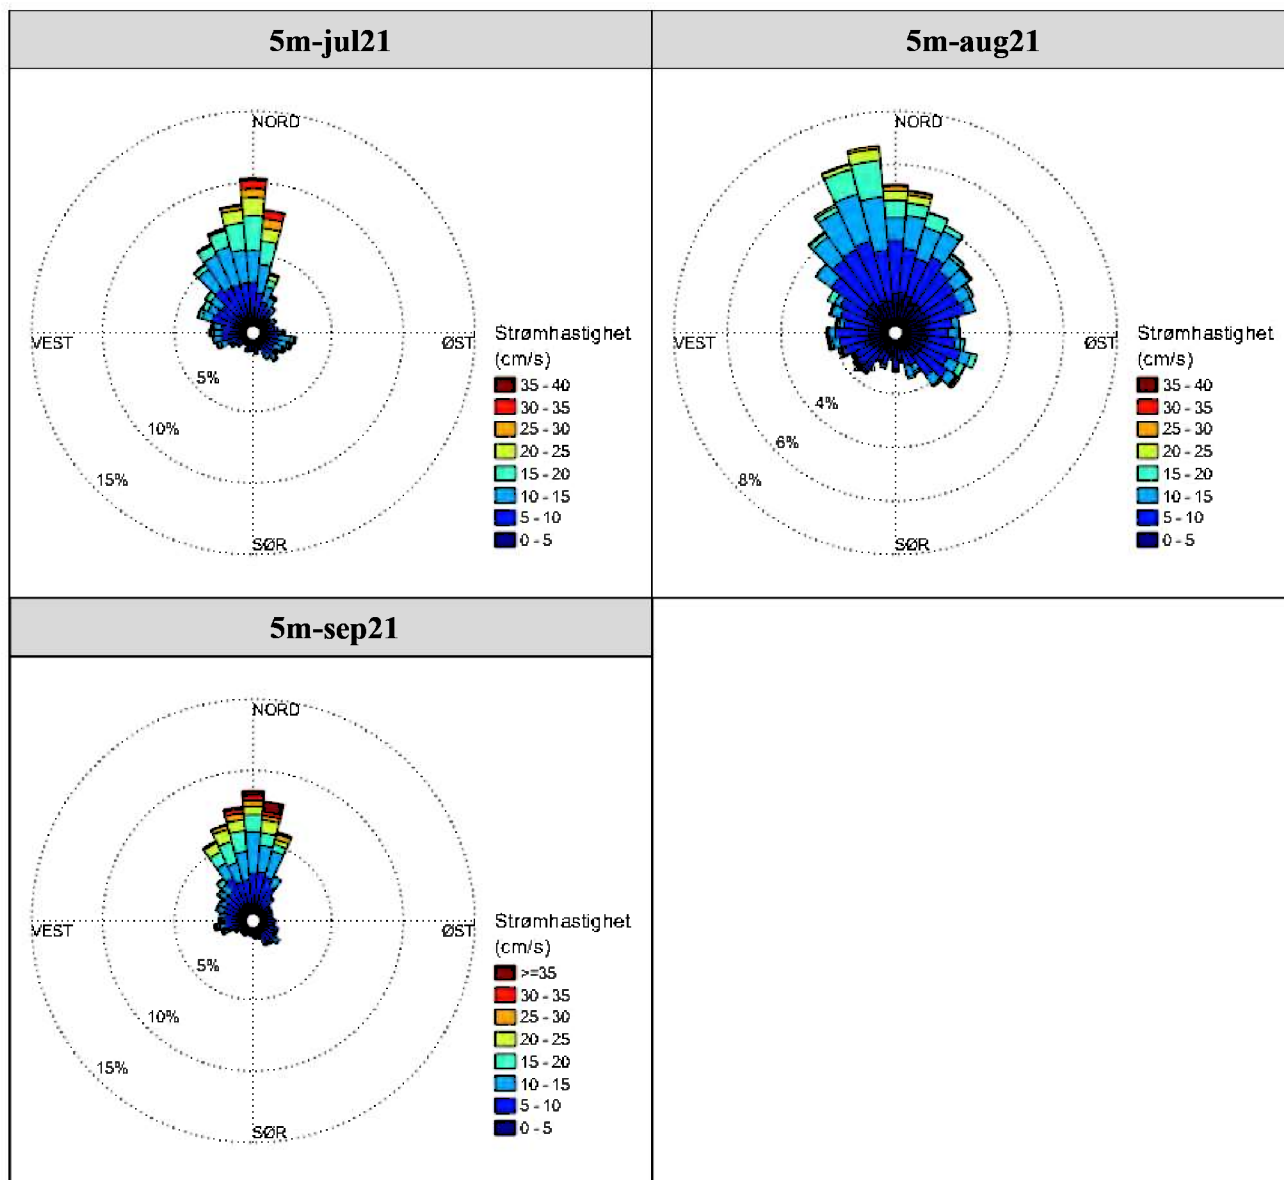 5m-jul21
NORD
VEST
ØST
SØR
5%
10%
15%
Strømhastighet
(cm/s)
35 - 40
30 - 35
25 - 30
20 - 25
15 - 20
10 - 15
5 - 10
0 - 5
5m-aug21
NORD
VEST
ØST
SØR
4%
6%
8%
Strømhastighet
(cm/s)
35 - 40
30 - 35
25 - 30
20 - 25
15 - 20
10 - 15
5 - 10
0 - 5
5m-sep21
NORD
VEST
ØST
SØR
5%
10%
15%
Strømhastighet
(cm/s)
>=35
30 - 35
25 - 30
20 - 25
15 - 20
10 - 15
5 - 10
0 - 5